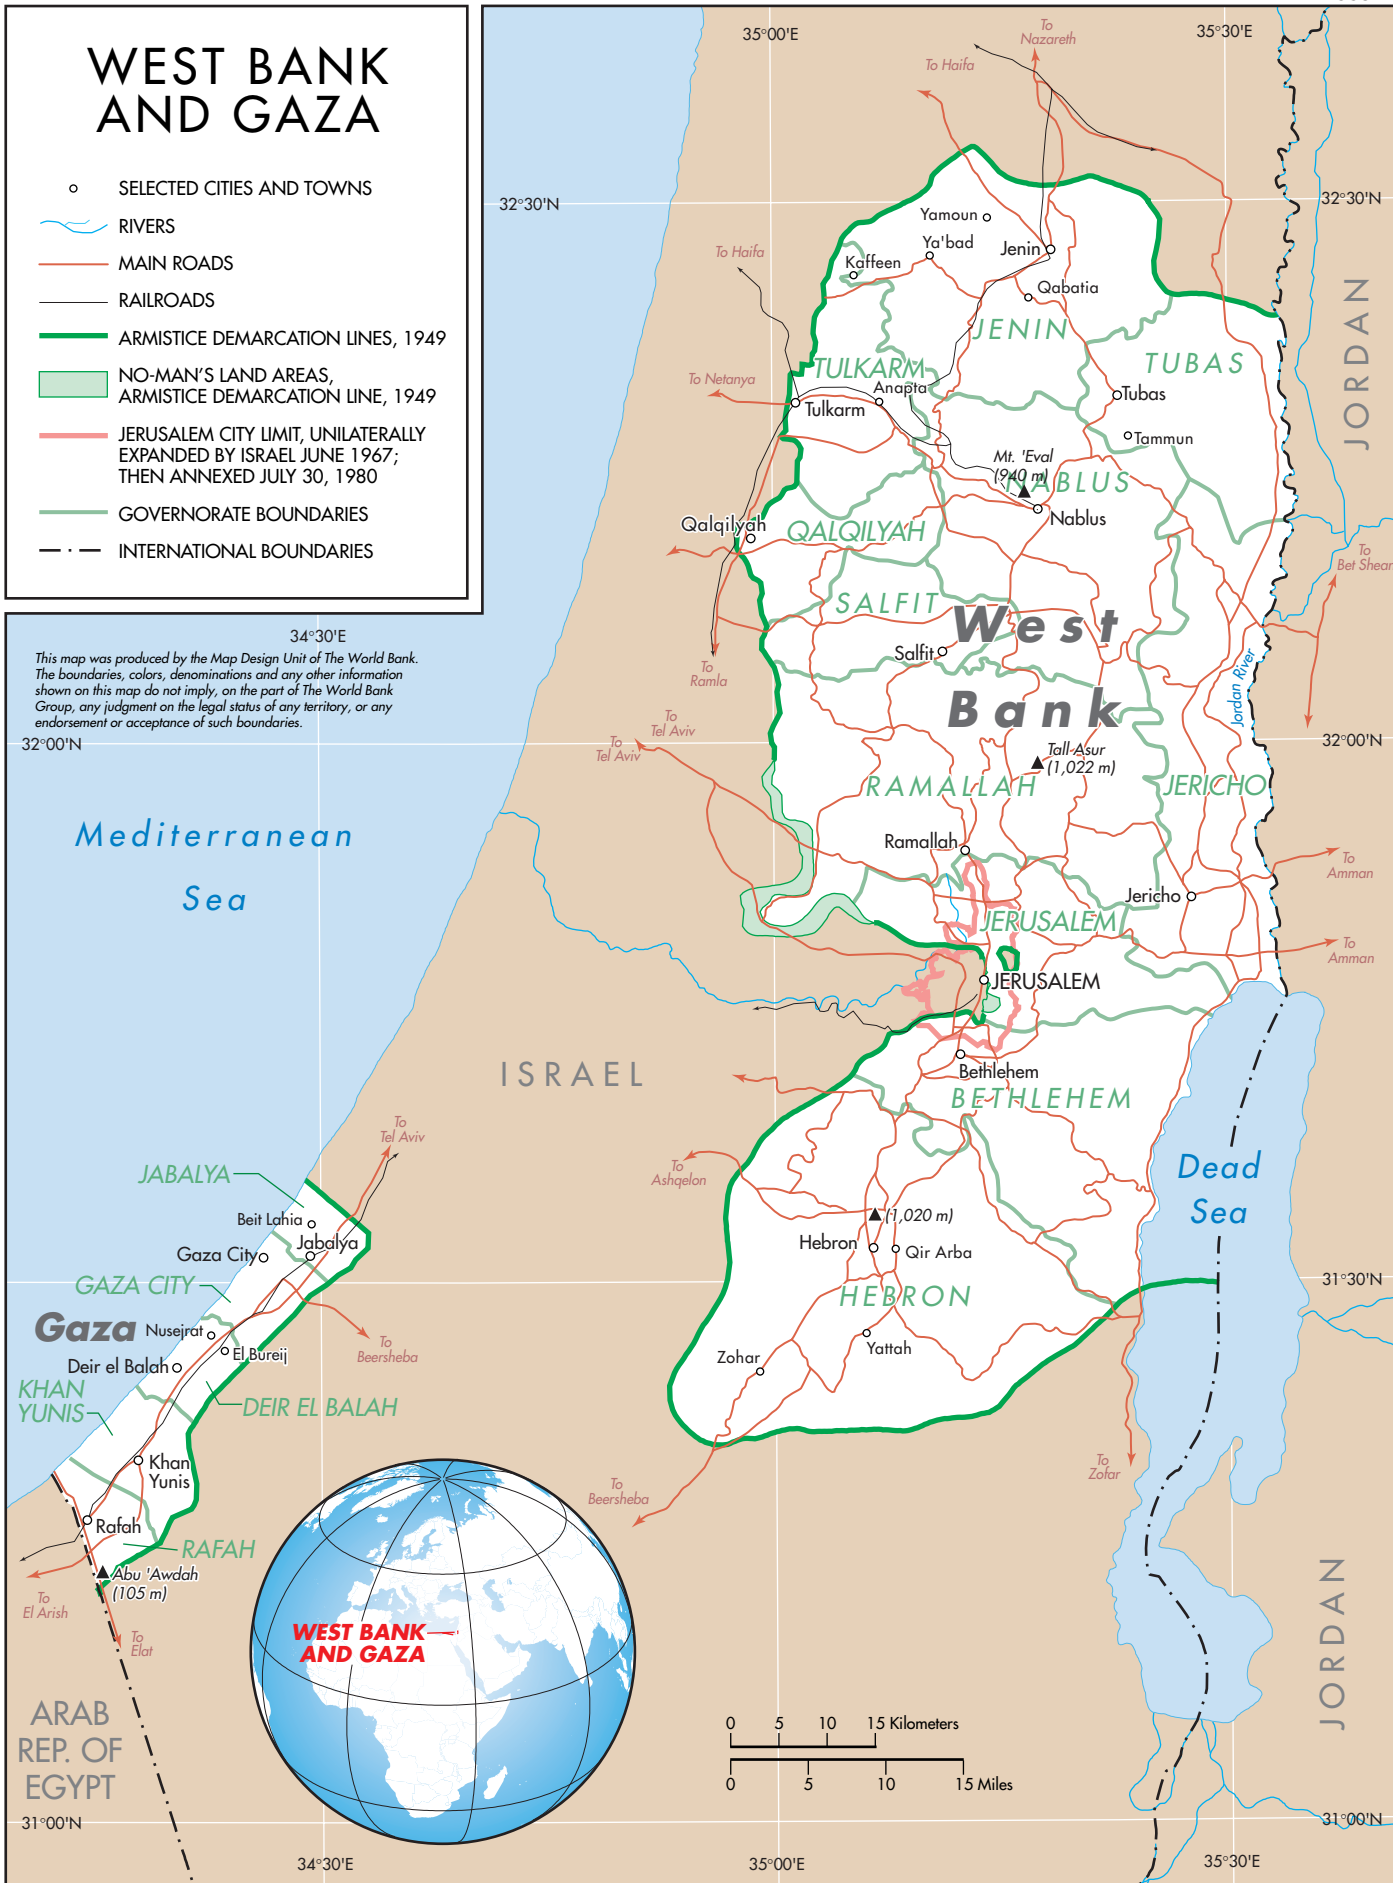 WEST BANK
AND GAZA
SELECTED CITIES AND TOWNS
RIVERS
MAIN ROADS
RAILROADS
ARMISTICE DEMARCATION LINES, 1949
NO-MAN'S LAND AREAS,
ARMISTICE DEMARCATION LINE, 1949
JERUSALEM CITY LIMIT, UNILATERALLY
EXPANDED BY ISRAEL JUNE 1967;
THEN ANNEXED JULY 30, 1980
GOVERNORATE BOUNDARIES
INTERNATIONAL BOUNDARIES
34°30'E
This map was produced by the Map Design Unit of The World Bank.
The boundaries, colors, denominations and any other information
shown on this map do not imply, on the part of The World Bank
Group, any judgment on the legal status of any territory, or any
endorsement or acceptance of such boundaries.
35°00'E
To
Nazareth
35°30'E
To Haifa
32°30'N
32°30'N
Yamoun
Ya'bad
Jenin
Kaffeen
To Haifa
Qabatia
JENIN
JORDAN
TULKARM
TUBAS
To Netanya
Anapta
Tulkarm
Tubas
Tammun
Mt. 'Eval
(940 m)
NABLUS
Nablus
Qalqilyah
QALQILYAH
To
Bet Shean
SALFIT
West
Bank
Salfit
To
Ramla
Jordan River
To
Tel Aviv
To
Tel Aviv
32°00'N
32°00'N
Tall Asur
(1,022 m)
RAMALLAH
JERICHO
Mediterranean
Sea
Ramallah
To
Amman
Jericho
JERUSALEM
To
Amman
JERUSALEM
ISRAEL
Bethlehem
BETHLEHEM
To
Tel Aviv
To
Ashqelon
Dead
Sea
JABALYA
Beit Lahia
Jabalya
Gaza City
GAZA CITY
(1,020 m)
Hebron
Qir Arba
HEBRON
31°30'N
Gaza
Nusejrat
El Bureij
To
Beersheba
Deir el Balah
Yattah
Zohar
KHAN
YUNIS
DEIR EL BALAH
Khan
Yunis
To
Zofar
To
Beersheba
Rafah
RAFAH
Abu 'Awdah
(105 m)
To
El Arish
To
Elat
WEST BANK
AND GAZA
JORDAN
ARAB
REP. OF
EGYPT
0 5 10 15 Kilometers
0 5 10 15 Miles
31°00'N
31°00'N
34°30'E
35°00'E
35°30'E